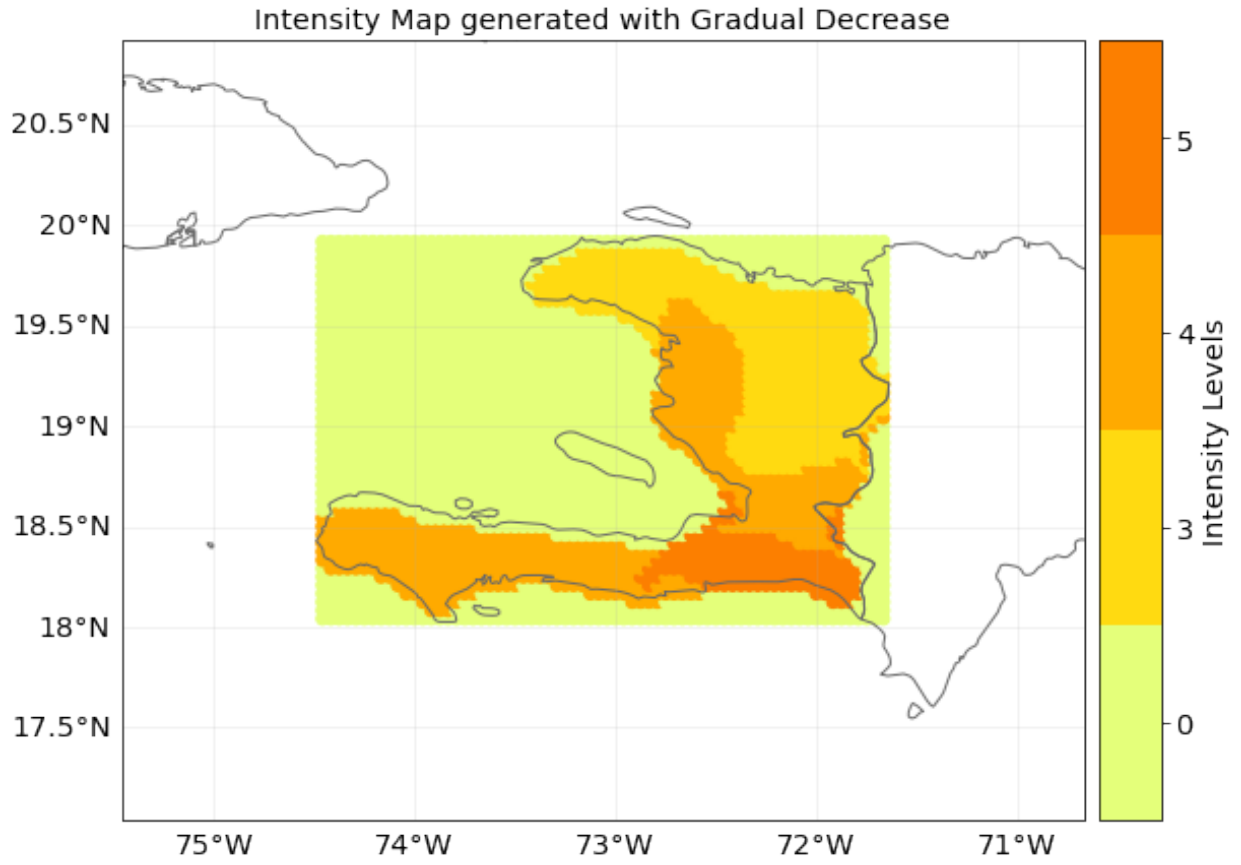 Intensity Map generated with Gradual Decrease
20.5°N
20°N
19.5°N
19°N
18.5°N
18°N
17.5°N
75°W
74°W
73°W
72°W
71°W
5
4
3
0
Intensity Levels